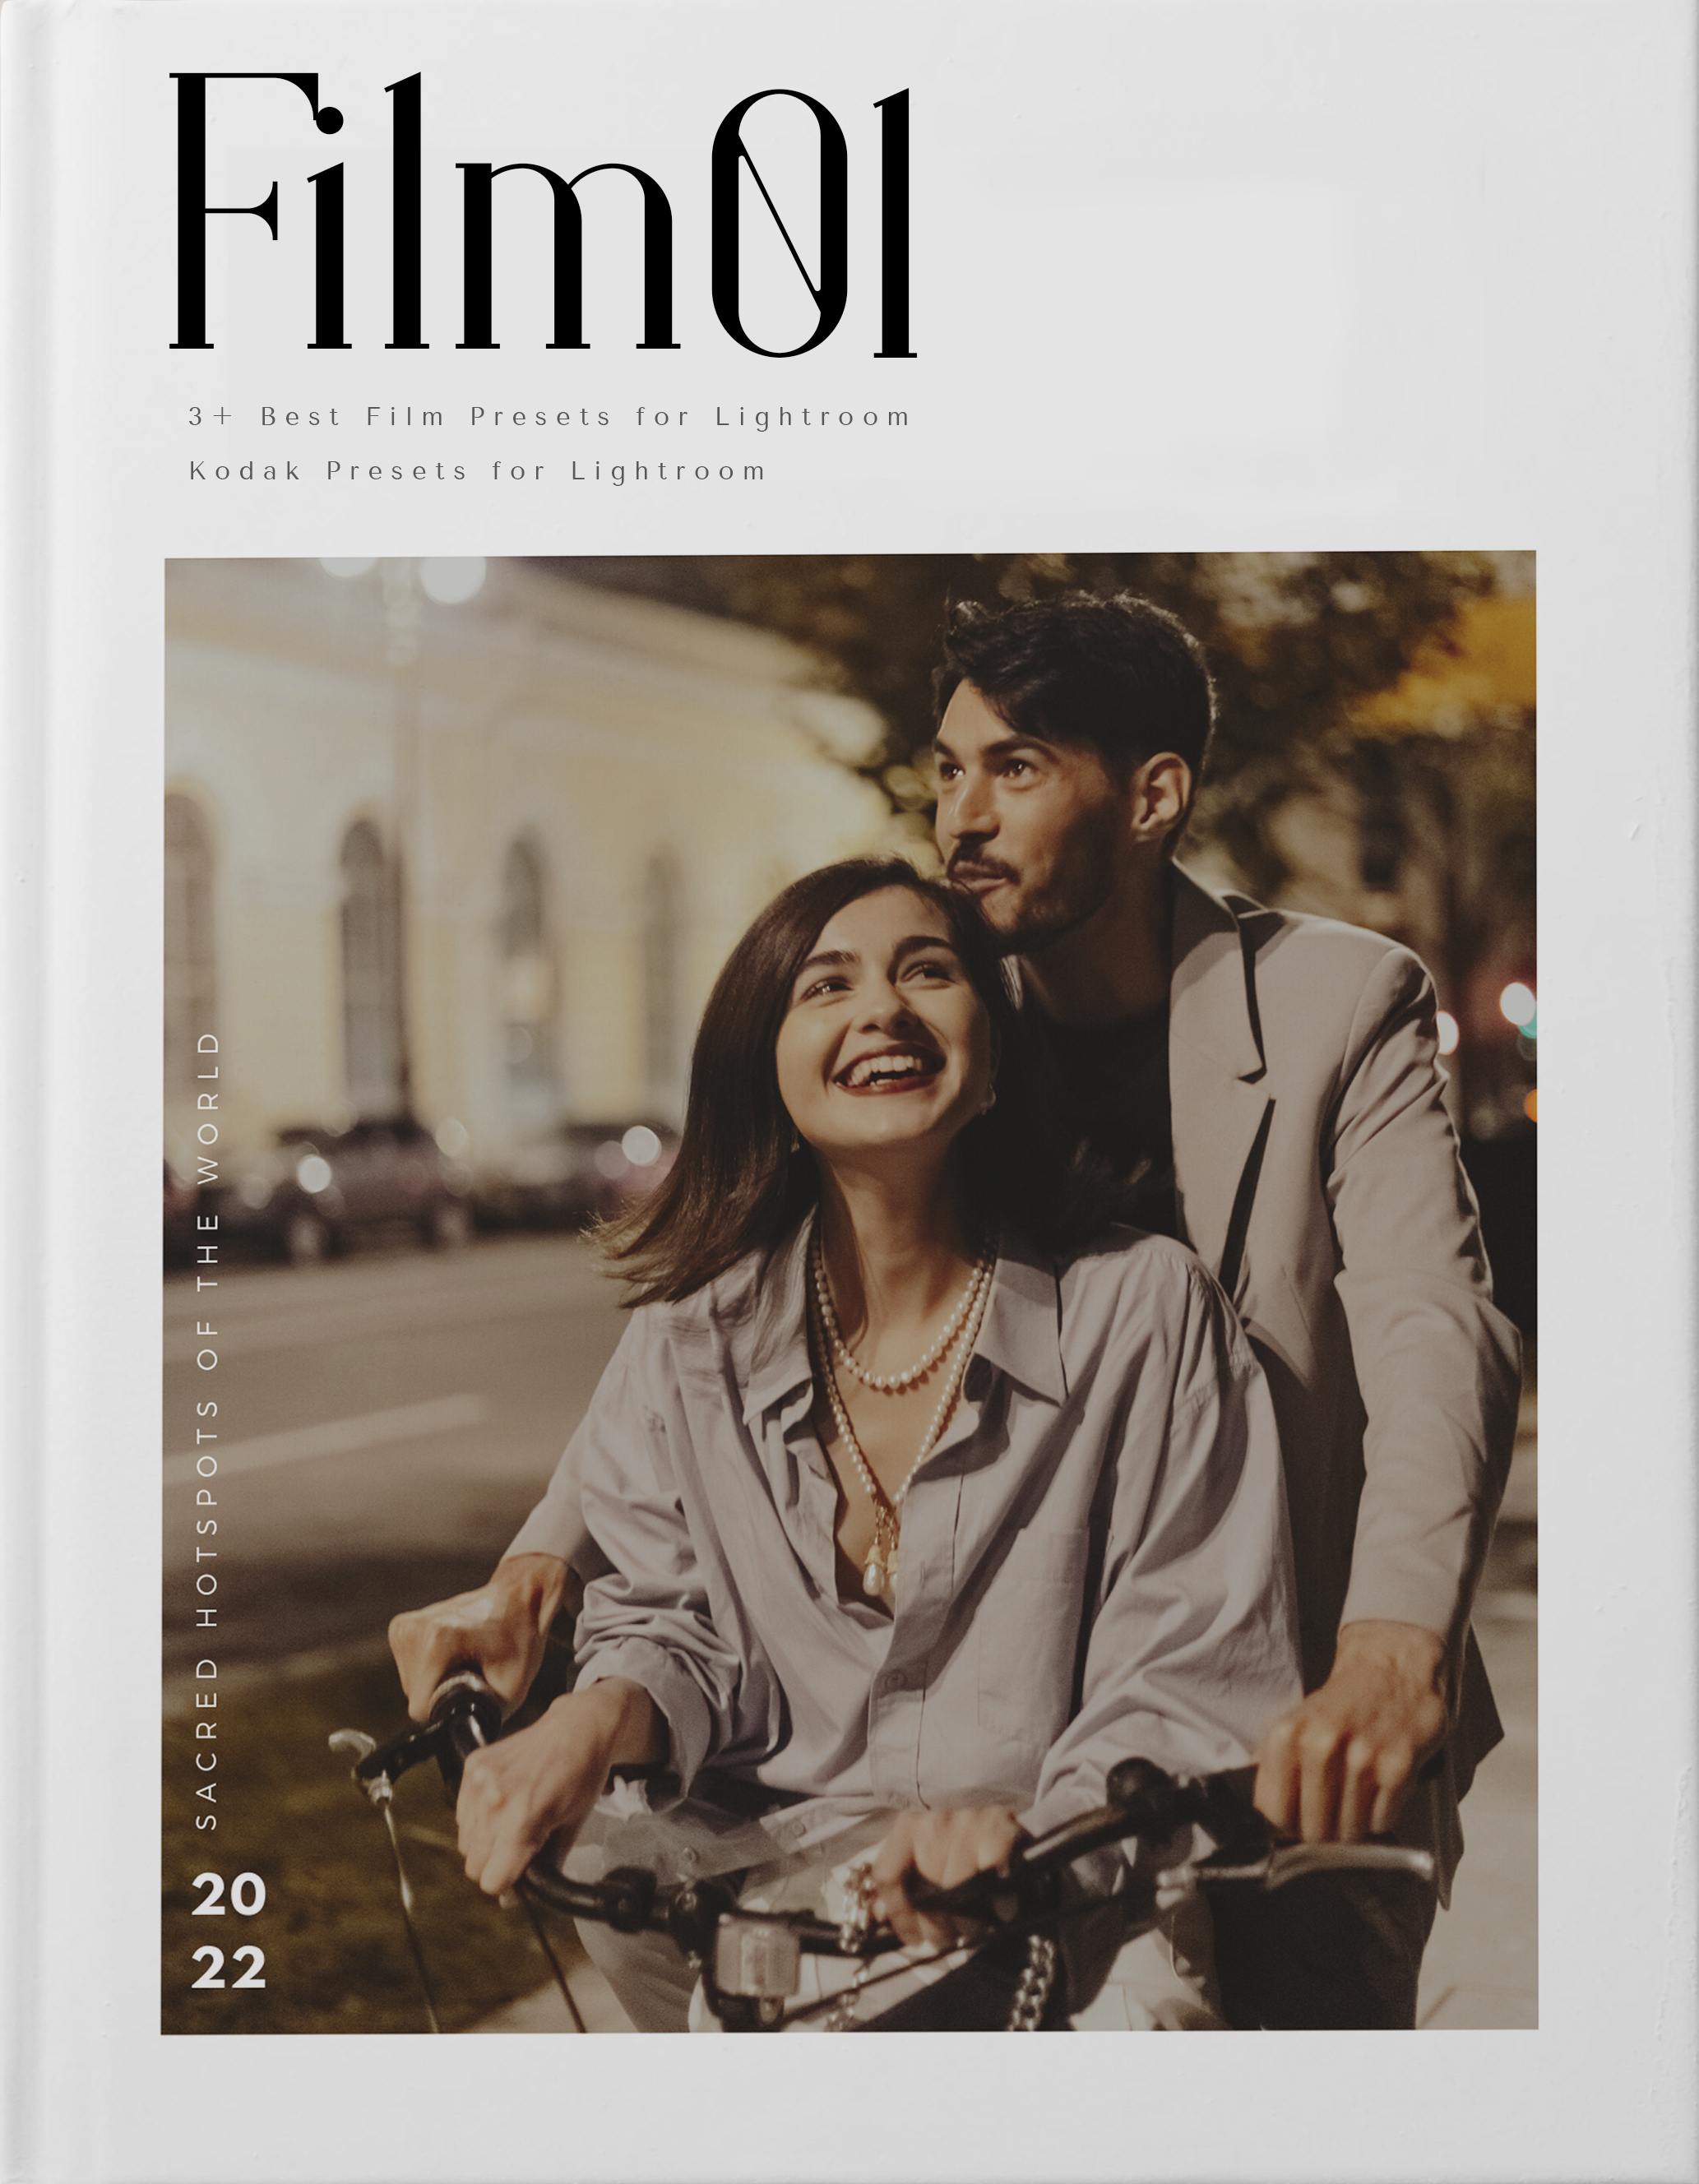 Film01
3+ Best Film Presets for Lightroom
Kodak Presets for Lightroom
SACRED HOTSPOTS OF THE WORLD
20
22